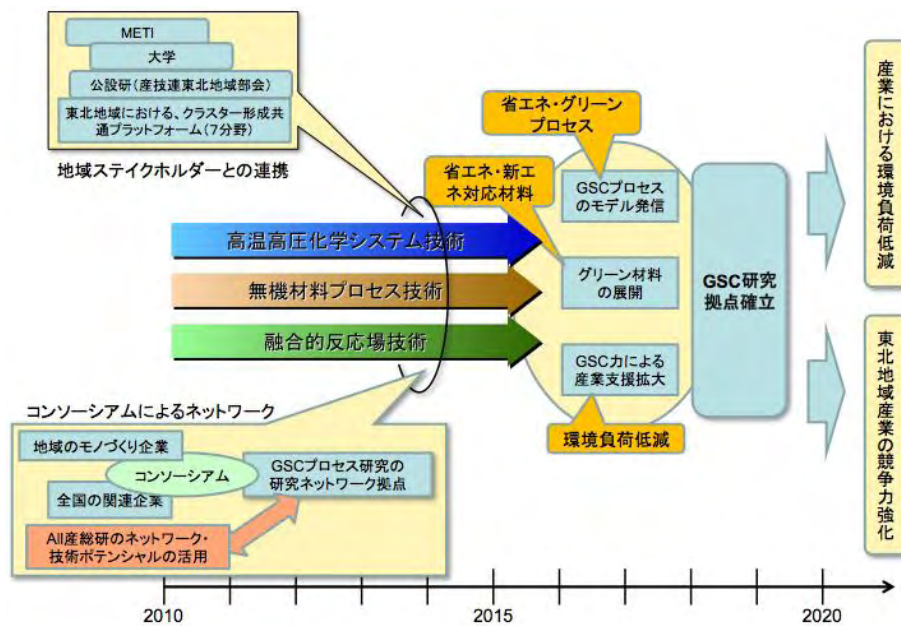 METI
大学
公設研(産技連東北地域部会)
東北地域における、クラスター形成共
通プラットフォーム(7分野)
地域ステイクホルダーとの連携
省エネ・グリーン
プロセス
省エネ・新エ
ネ対応材料
GSCプロセス
のモデル発信
高温高圧化学システム技術
無機材料プロセス技術
融合的反応場技術
グリーン材料
の展開
GSC力による
産業支援拡大
環境負荷低減
GSC研究
拠点確立
産業における環境負荷低減
東北地域産業の競争力強化
コンソーシアムによるネットワーク
地域のモノづくり企業
コンソーシアム
全国の関連企業
GSCプロセス研究の
研究ネットワーク拠点
All産総研のネットワーク・
技術ポテンシャルの活用
2010
2015
2020